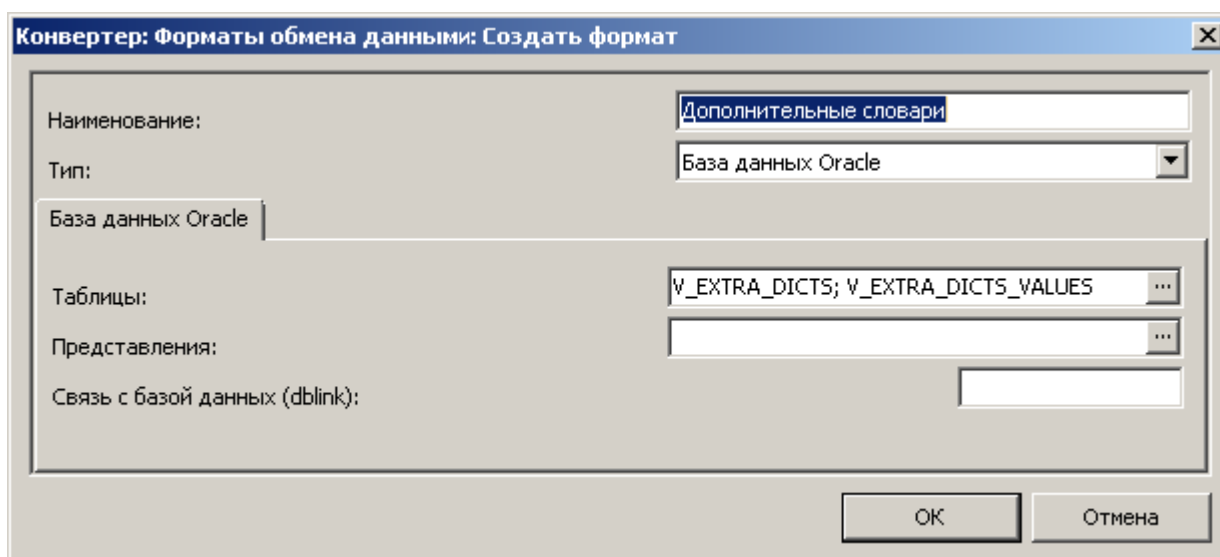 Конвертер: Форматы обмена данными: Создать формат
Наименование: Дополнительные словари
Тип: База данных Oracle
База данных Oracle
Таблицы: V_EXTRA_DICTS; V_EXTRA_DICTS_VALUES ...
Представления: ...
Связь с базой данных (dblink):
ОК Отмена